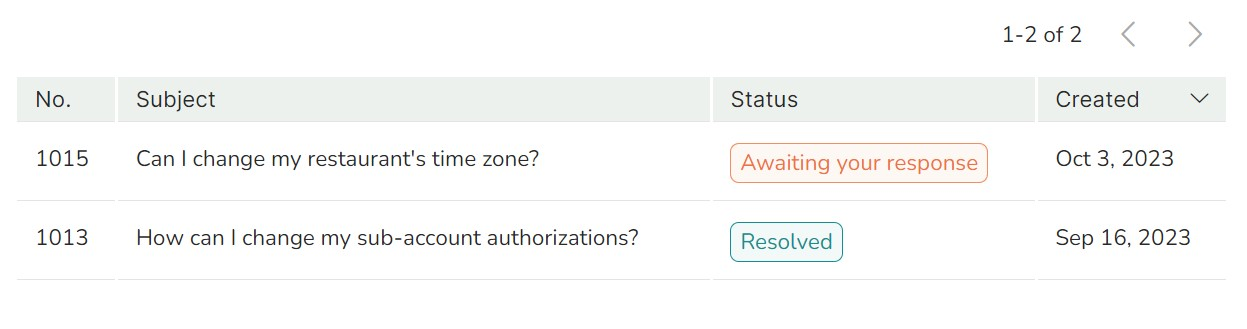 1-2 of 2
No. Subject Status Created
1015 Can I change my restaurant's time zone? Awaiting your response Oct 3, 2023
1013 How can I change my sub-account authorizations? Resolved Sep 16, 2023